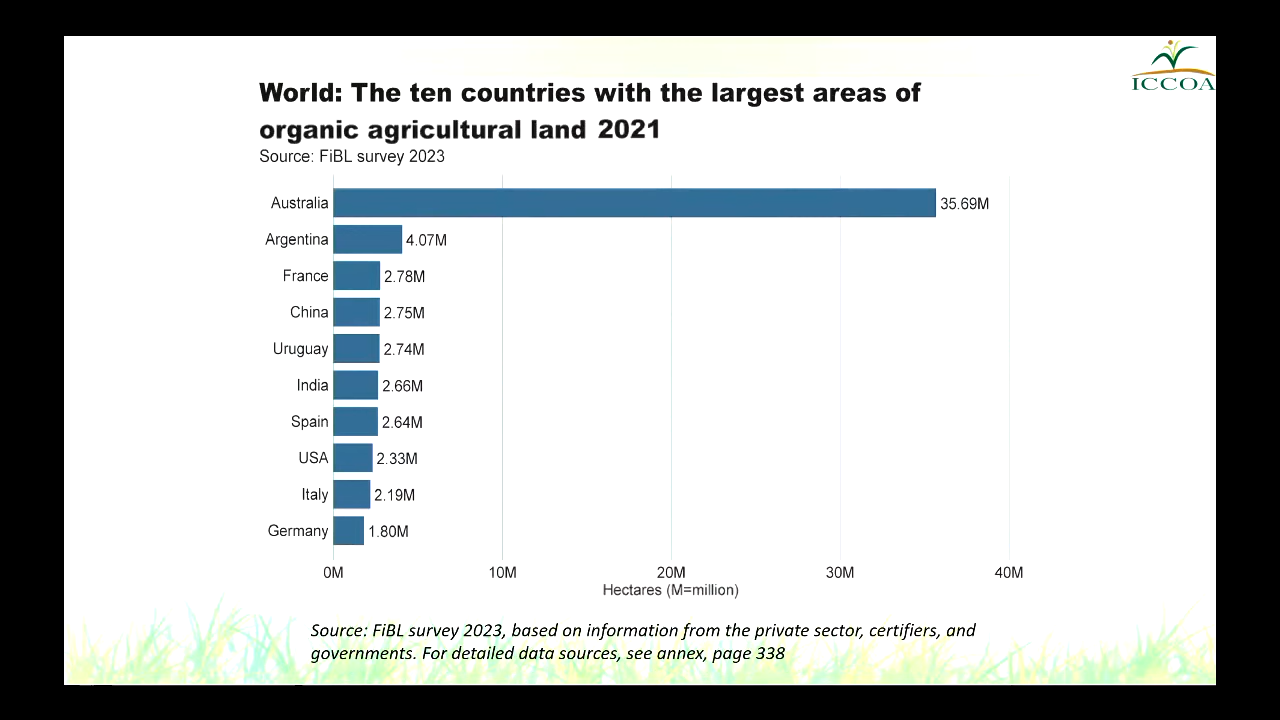 ICCOA
World: The ten countries with the largest areas of
organic agricultural land 2021
Source: FiBL survey 2023
Australia 35.69M
Argentina 4.07M
France 2.78M
China 2.75M
Uruguay 2.74M
India 2.66M
Spain 2.64M
USA 2.33M
Italy 2.19M
Germany 1.80M
0M 10M 20M 30M 40M
Hectares (M=million)
Source: FiBL survey 2023, based on information from the private sector, certifiers, and
governments. For detailed data sources, see annex, page 338